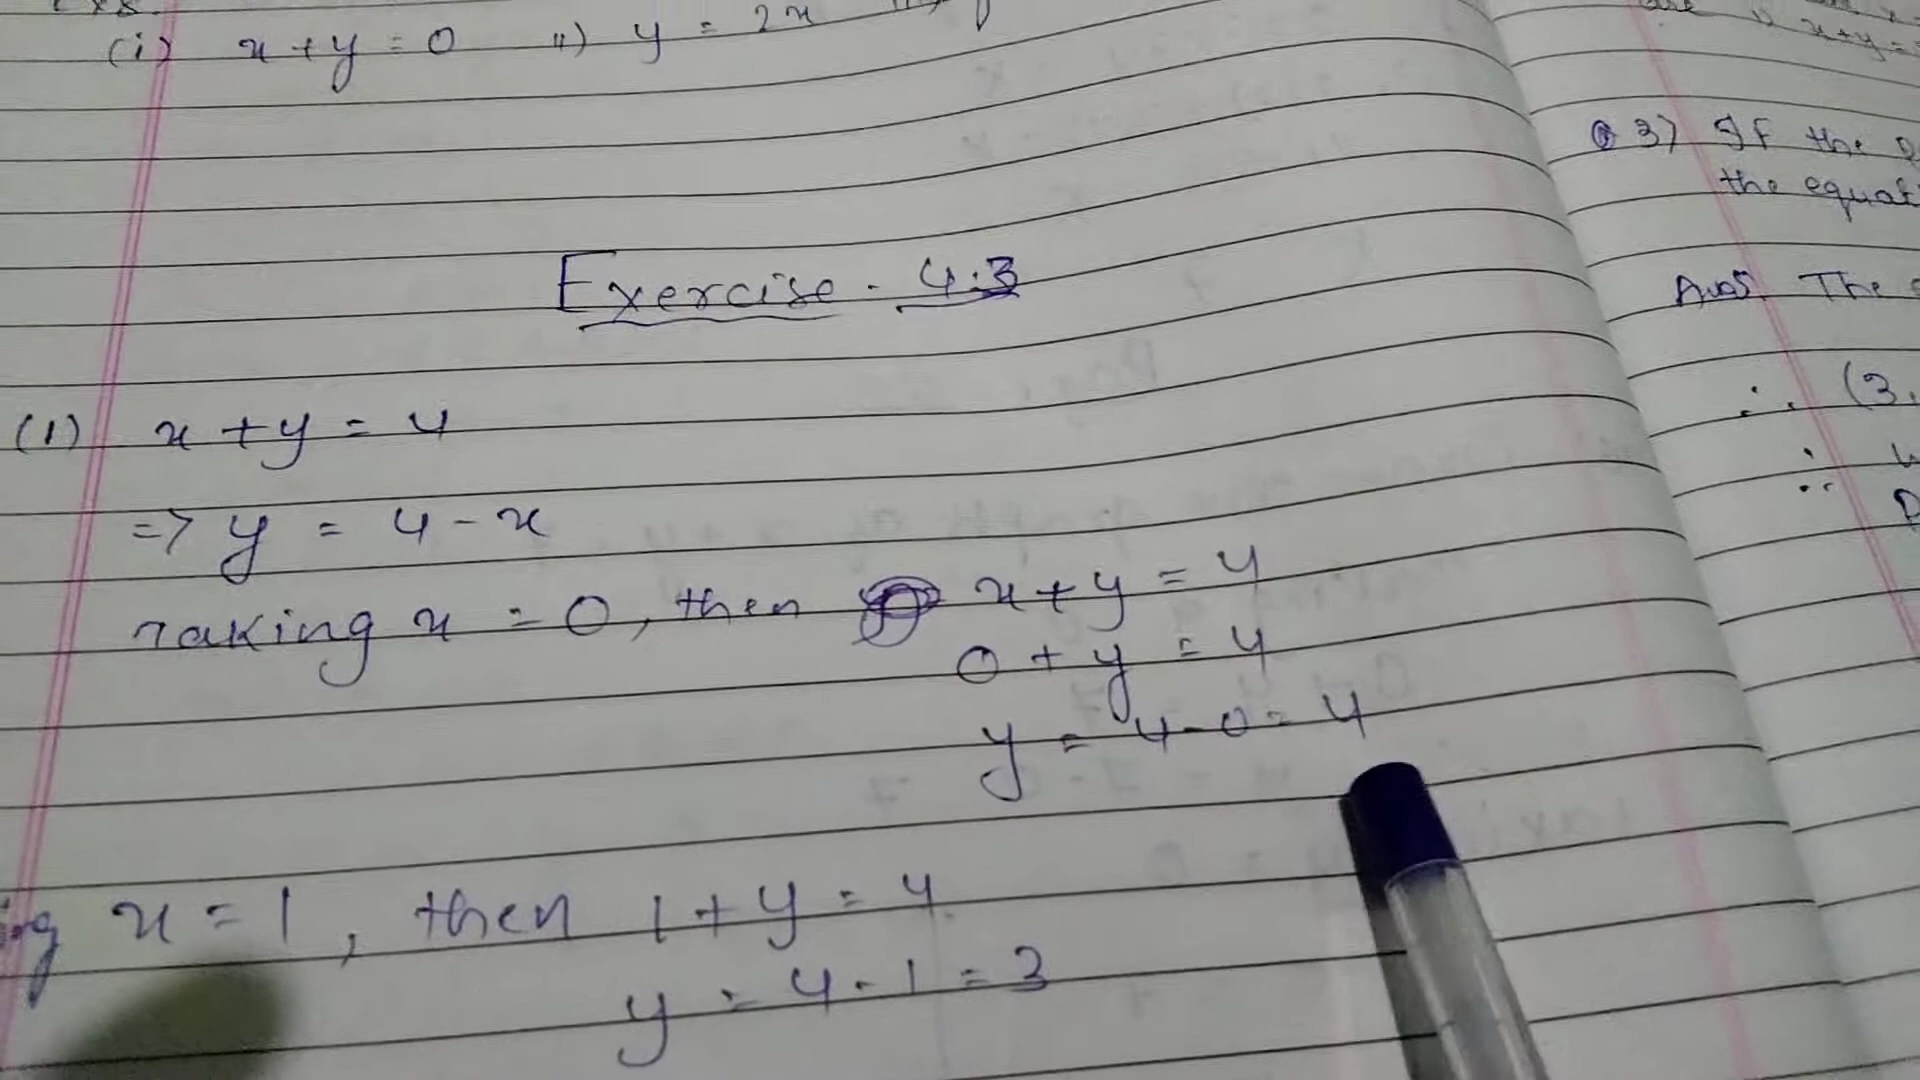 (i) x + y = 0 ii) y = 2x
Exercise - 4.3
(1) x + y = 4
=> y = 4 - x
Taking x = 0, then x + y = 4
0 + y = 4
y = 4 - 0 = 4
x = 1, then 1 + y = 4
y = 4 - 1 = 3
x + y =
Q 3) If the
the equat
Ans. The
∴ (3,
∵